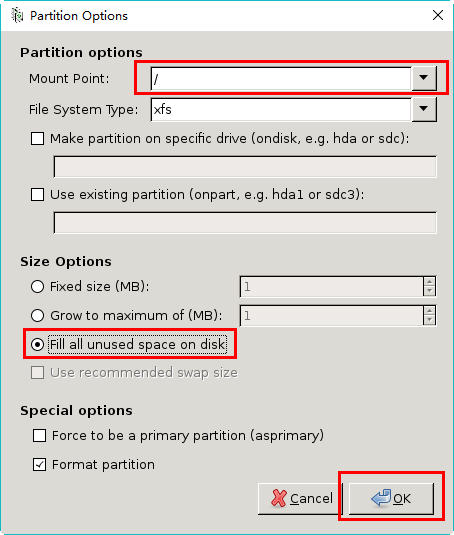 Partition Options
Partition options
Mount Point: /
File System Type: xfs
Make partition on specific drive (ondisk, e.g. hda or sdc):
Use existing partition (onpart, e.g. hda1 or sdc3):
Size Options
Fixed size (MB): 1
Grow to maximum of (MB): 1
Fill all unused space on disk
Use recommended swap size
Special options
Force to be a primary partition (asprimary)
Format partition
Cancel OK